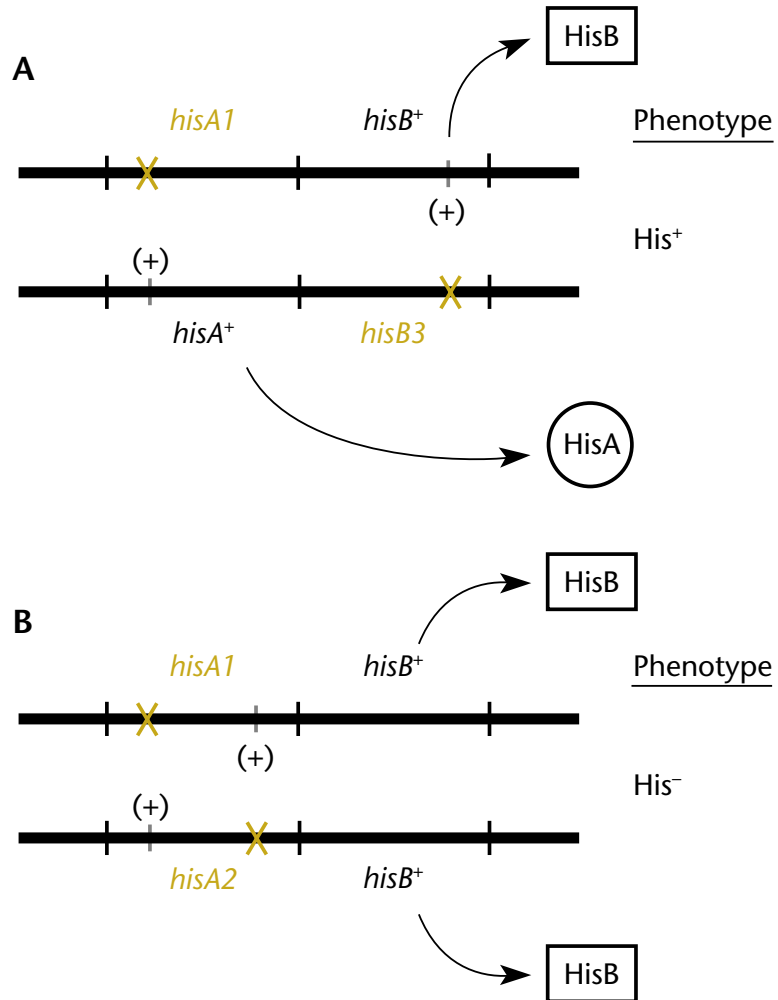 HisB
A
hisA1 hisB⁺ Phenotype
(+)
His⁺
(+)
hisA⁺ hisB3
HisA
HisB
B
hisA1 hisB⁺ Phenotype
(+)
His⁻
(+)
hisA2 hisB⁺
HisB